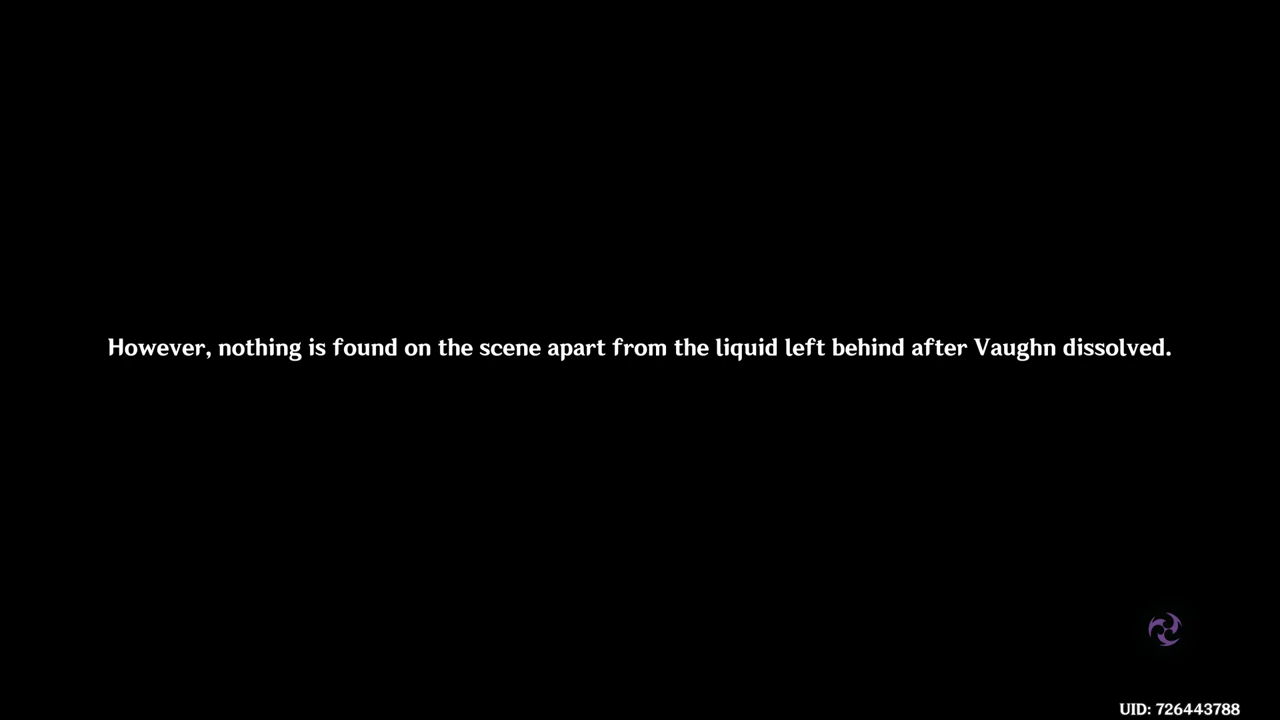 However, nothing is found on the scene apart from the liquid left behind after Vaughn dissolved.
UID: 726443788